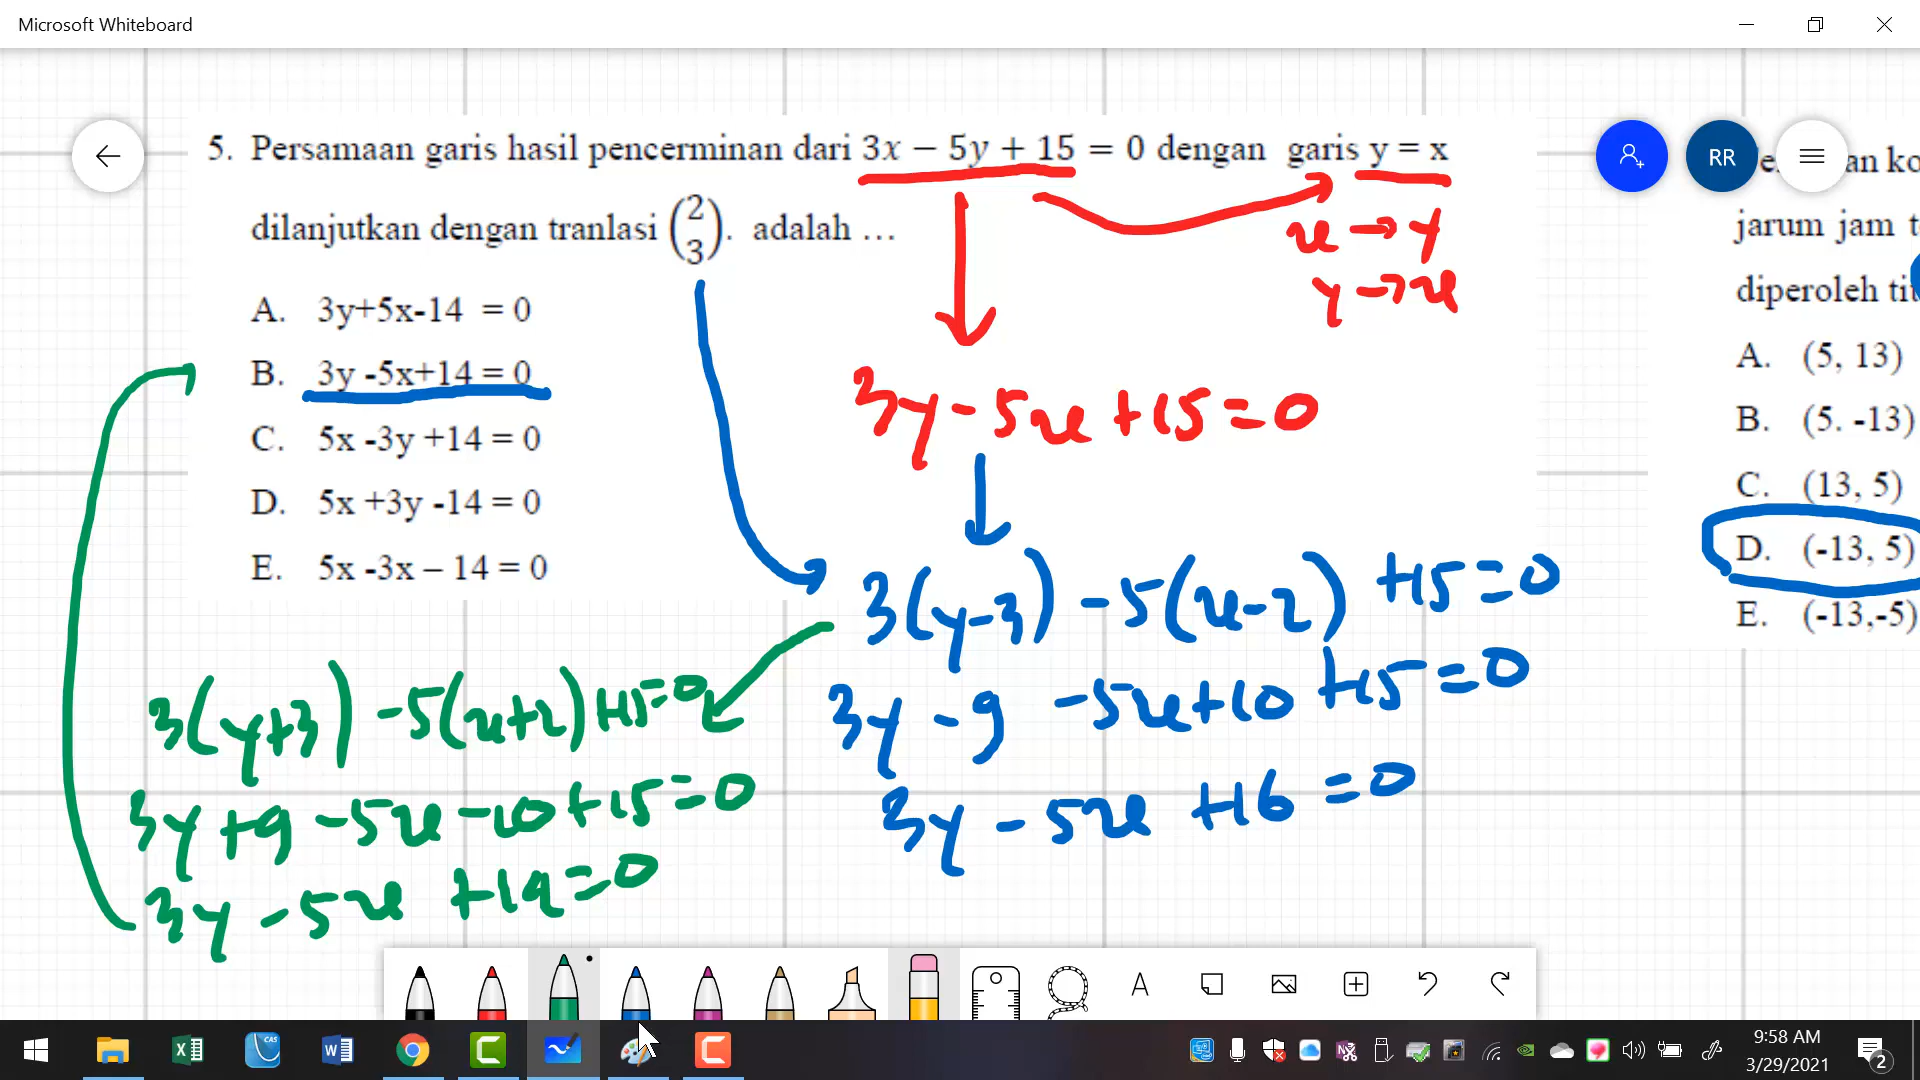 Microsoft Whiteboard
5. Persamaan garis hasil pencerminan dari 3x − 5y + 15 = 0 dengan garis y = x
dilanjutkan dengan tranlasi (2 3). adalah …
A. 3y+5x-14 = 0
B. 3y -5x+14 = 0
C. 5x -3y +14 = 0
D. 5x +3y -14 = 0
E. 5x -3x – 14 = 0
x → y
y → x
3y - 5x + 15 = 0
3(y-3) - 5(x-2) + 15 = 0
3y - 9 - 5x + 10 + 15 = 0
3y - 5x + 16 = 0
3(y+3) - 5(x+2) + 15 = 0
3y + 9 - 5x - 10 + 15 = 0
3y - 5x + 14 = 0
RR
an ko
jarum jam t
diperoleh tit
A. (5, 13)
B. (5. -13)
C. (13, 5)
D. (-13, 5)
E. (-13,-5)
A
CAS
9:58 AM
3/29/2021
2